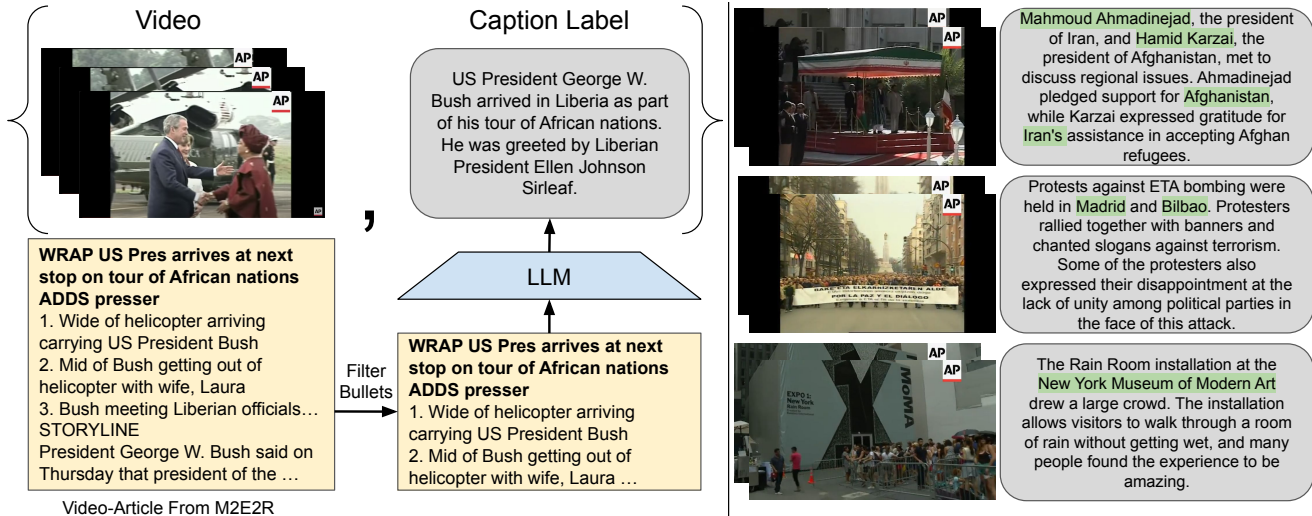 Video
Caption Label
AP
AP
AP
AP
US President George W.
Bush arrived in Liberia as part
of his tour of African nations.
He was greeted by Liberian
President Ellen Johnson
Sirleaf.
,
WRAP US Pres arrives at next
stop on tour of African nations
ADDS presser
1. Wide of helicopter arriving
carrying US President Bush
2. Mid of Bush getting out of
helicopter with wife, Laura
3. Bush meeting Liberian officials…
STORYLINE
President George W. Bush said on
Thursday that president of the …
Video-Article From M2E2R
Filter
Bullets
LLM
WRAP US Pres arrives at next
stop on tour of African nations
ADDS presser
1. Wide of helicopter arriving
carrying US President Bush
2. Mid of Bush getting out of
helicopter with wife, Laura …
AP
AP
Mahmoud Ahmadinejad, the president
of Iran, and Hamid Karzai, the
president of Afghanistan, met to
discuss regional issues. Ahmadinejad
pledged support for Afghanistan,
while Karzai expressed gratitude for
Iran's assistance in accepting Afghan
refugees.
AP
AP
POR LA PAZ Y EL DIÁLOGO
Protests against ETA bombing were
held in Madrid and Bilbao. Protesters
rallied together with banners and
chanted slogans against terrorism.
Some of the protesters also
expressed their disappointment at the
lack of unity among political parties in
the face of this attack.
AP
AP
EXPO 1:
New York
Rain Room
MoMA
The Rain Room installation at the
New York Museum of Modern Art
drew a large crowd. The installation
allows visitors to walk through a room
of rain without getting wet, and many
people found the experience to be
amazing.